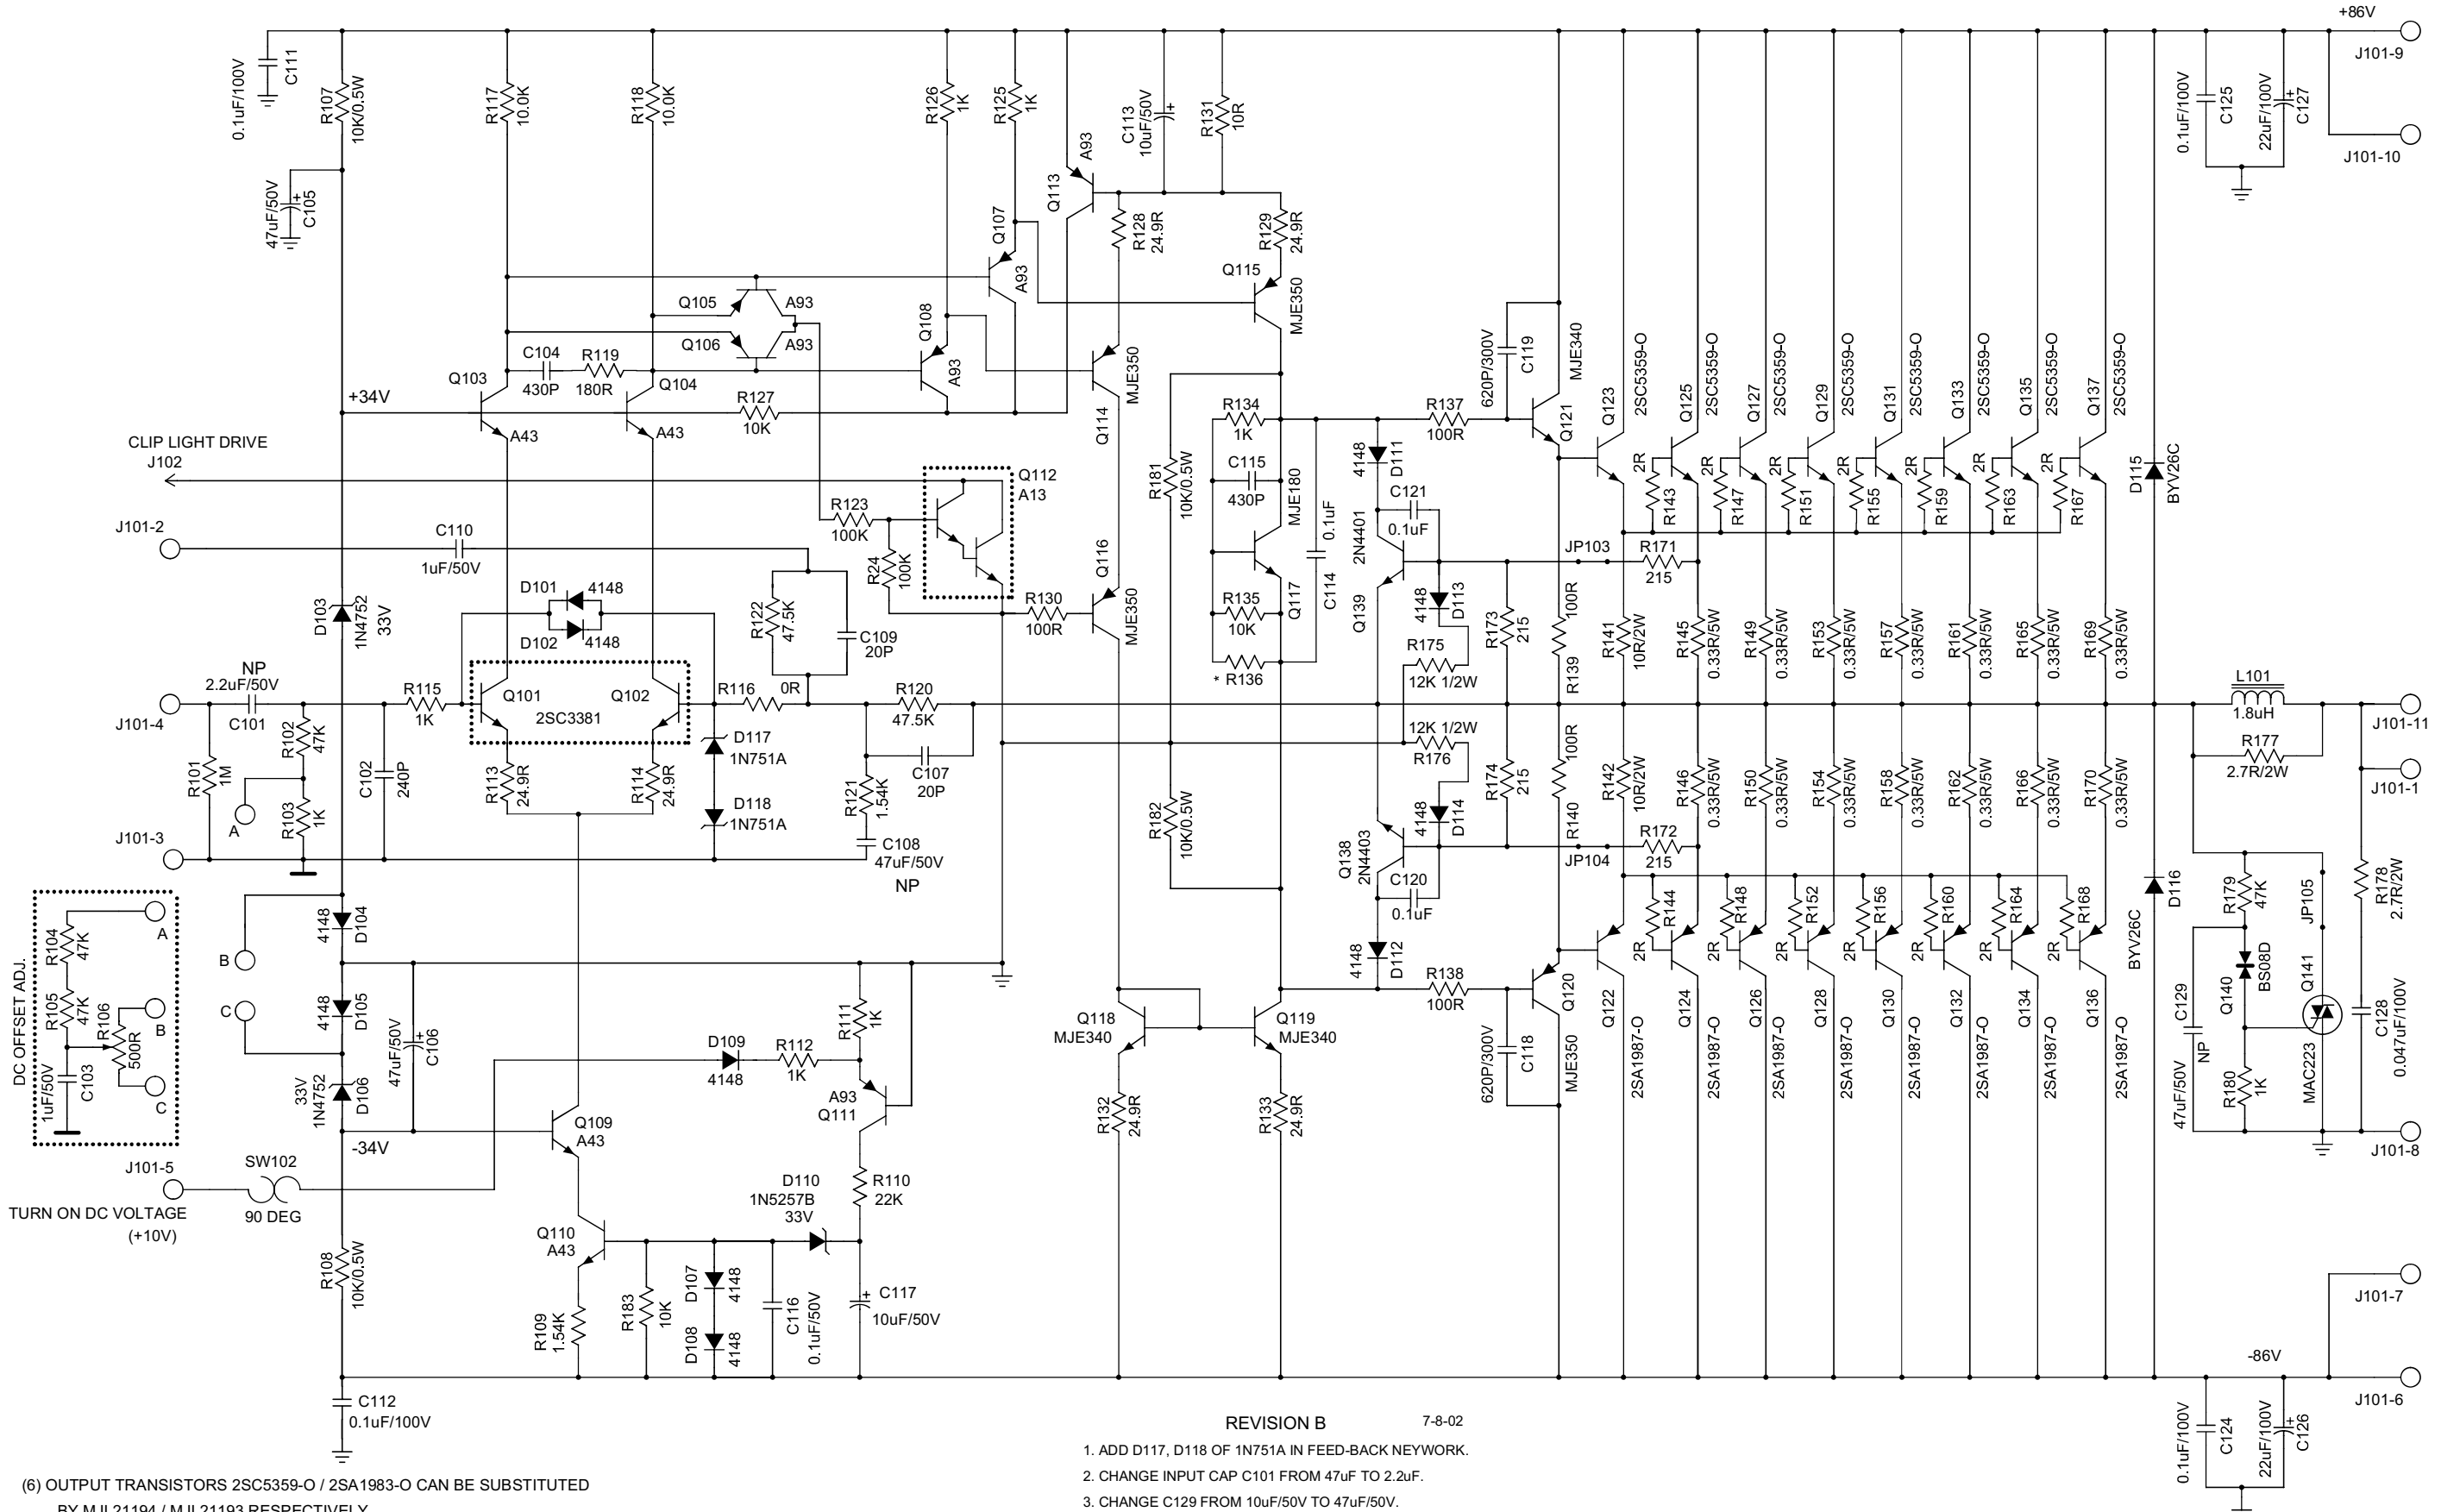 +86V
J101-9
J101-10
0.1uF/100V
C111
R107
10K/0.5W
R117
10.0K
R118
10.0K
R126
1K
R125
1K
A93
C113
10uF/50V
R131
10R
0.1uF/100V
C125
22uF/100V
C127
47uF/50V
C105
Q113
Q107
A93
R128
24.9R
R129
24.9R
Q115
MJE350
Q105
A93
Q106
A93
Q108
A93
C104
430P
R119
180R
Q103
A43
Q104
A43
+34V
R127
10K
Q114
MJE350
620P/300V
C119
MJE340
Q121
R134
1K
R137
100R
4148
D111
Q123
2SC5359-O
Q125
2SC5359-O
Q127
2SC5359-O
Q129
2SC5359-O
Q131
2SC5359-O
Q133
2SC5359-O
Q135
2SC5359-O
Q137
2SC5359-O
CLIP LIGHT DRIVE
J102
Q112
A13
R181
10K/0.5W
C115
430P
MJE180
Q117
C121
0.1uF
2N4401
Q139
2R
R143
2R
R147
2R
R151
2R
R155
2R
R159
2R
R163
2R
R167
D115
BYV26C
J101-2
C110
1uF/50V
R123
100K
R24
100K
Q116
MJE350
0.1uF
C114
JP103
R171
215
D101
4148
D102
4148
D103
1N4752
33V
R122
47.5K
C109
20P
R130
100R
R135
10K
* R136
4148
D113
R175
12K 1/2W
R173
215
100R
R139
R141
10R/2W
R145
0.33R/5W
R149
0.33R/5W
R153
0.33R/5W
R157
0.33R/5W
R161
0.33R/5W
R165
0.33R/5W
R169
0.33R/5W
NP
2.2uF/50V
C101
J101-4
R115
1K
Q101
Q102
2SC3381
R116
0R
R120
47.5K
L101
1.8uH
J101-11
R101
1M
R102
47K
A
R103
1K
C102
240P
R113
24.9R
R114
24.9R
D117
1N751A
D118
1N751A
R121
1.54K
C107
20P
C108
47uF/50V
NP
R182
10K/0.5W
12K 1/2W
R176
4148
D114
R174
215
100R
R140
R142
10R/2W
R146
0.33R/5W
R150
0.33R/5W
R154
0.33R/5W
R158
0.33R/5W
R162
0.33R/5W
R166
0.33R/5W
R170
0.33R/5W
R177
2.7R/2W
J101-1
J101-3
Q138
2N4403
C120
0.1uF
JP104
R172
215
DC OFFSET ADJ.
R104
47K
A
R105
47K
R106
500R
B
C
1uF/50V
C103
B
C
4148
D104
4148
D105
33V
1N4752
D106
47uF/50V
C106
-34V
R111
1K
D109
4148
R112
1K
A93
Q111
Q109
A43
Q118
MJE340
Q119
MJE340
R132
24.9R
R133
24.9R
4148
D112
R138
100R
620P/300V
C118
MJE350
Q120
2R
R144
2R
R148
2R
R152
2R
R156
2R
R160
2R
R164
2R
R168
Q122
2SA1987-O
Q124
2SA1987-O
Q126
2SA1987-O
Q128
2SA1987-O
Q130
2SA1987-O
Q132
2SA1987-O
Q134
2SA1987-O
Q136
2SA1987-O
BYV26C
D116
R179
47K
JP105
R178
2.7R/2W
Q140
BS08D
Q141
MAC223
R180
1K
C129
NP
47uF/50V
C128
0.047uF/100V
J101-8
J101-5
SW102
90 DEG
TURN ON DC VOLTAGE
(+10V)
R108
10K/0.5W
D110
1N5257B
33V
R110
22K
Q110
A43
R109
1.54K
R183
10K
D107
4148
D108
4148
C116
0.1uF/50V
C117
10uF/50V
J101-7
-86V
J101-6
C112
0.1uF/100V
0.1uF/100V
C124
22uF/100V
C126
REVISION B 7-8-02
1. ADD D117, D118 OF 1N751A IN FEED-BACK NEYWORK.
2. CHANGE INPUT CAP C101 FROM 47uF TO 2.2uF.
3. CHANGE C129 FROM 10uF/50V TO 47uF/50V.
(6) OUTPUT TRANSISTORS 2SC5359-O / 2SA1983-O CAN BE SUBSTITUTED
BY MJL21194 / MJL21193 RESPECTIVELY